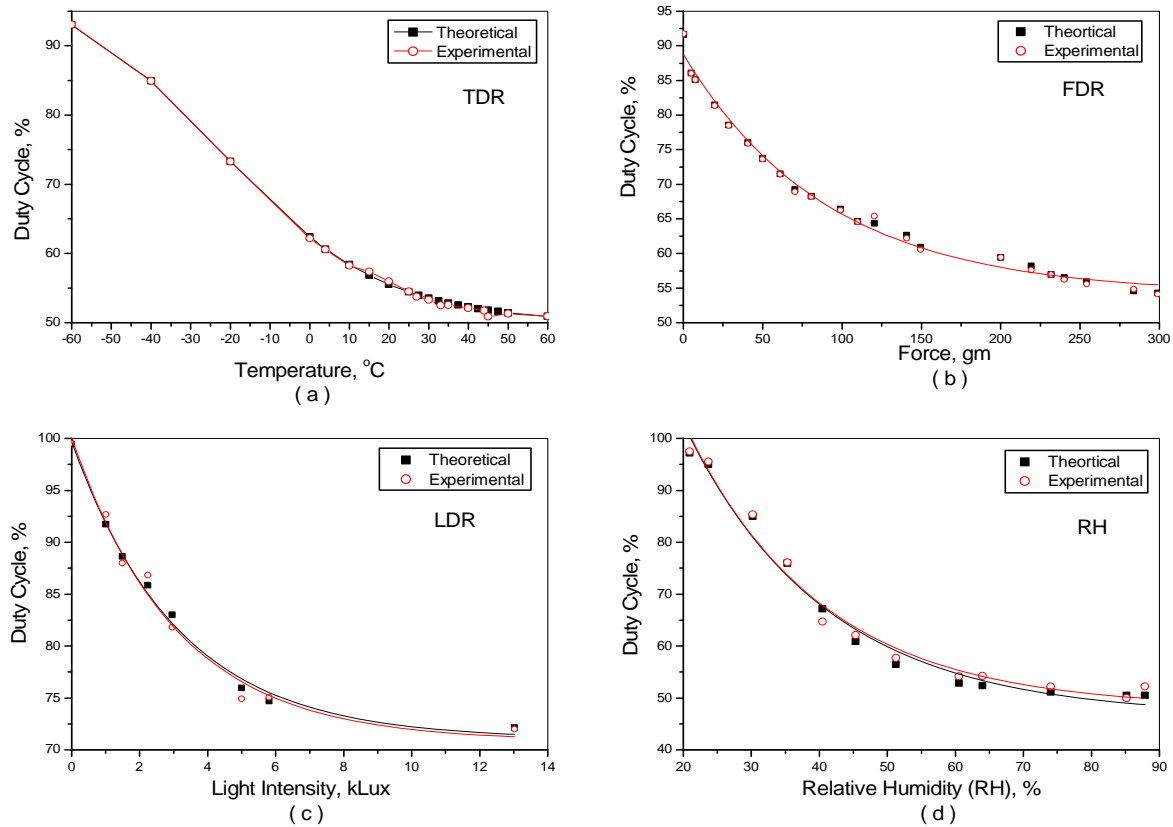 Theoretical
Experimental
TDR
Duty Cycle, %
90
80
70
60
50
-60 -50 -40 -30 -20 -10 0 10 20 30 40 50 60
Temperature, °C
( a )
Theortical
Experimental
FDR
Duty Cycle, %
95
90
85
80
75
70
65
60
55
50
0 50 100 150 200 250 300
Force, gm
( b )
Theoretical
Experimental
LDR
Duty Cycle, %
100
95
90
85
80
75
70
0 2 4 6 8 10 12 14
Light Intensity, kLux
( c )
Theortical
Experimental
RH
Duty Cycle, %
100
90
80
70
60
50
40
20 30 40 50 60 70 80 90
Relative Humidity (RH), %
( d )